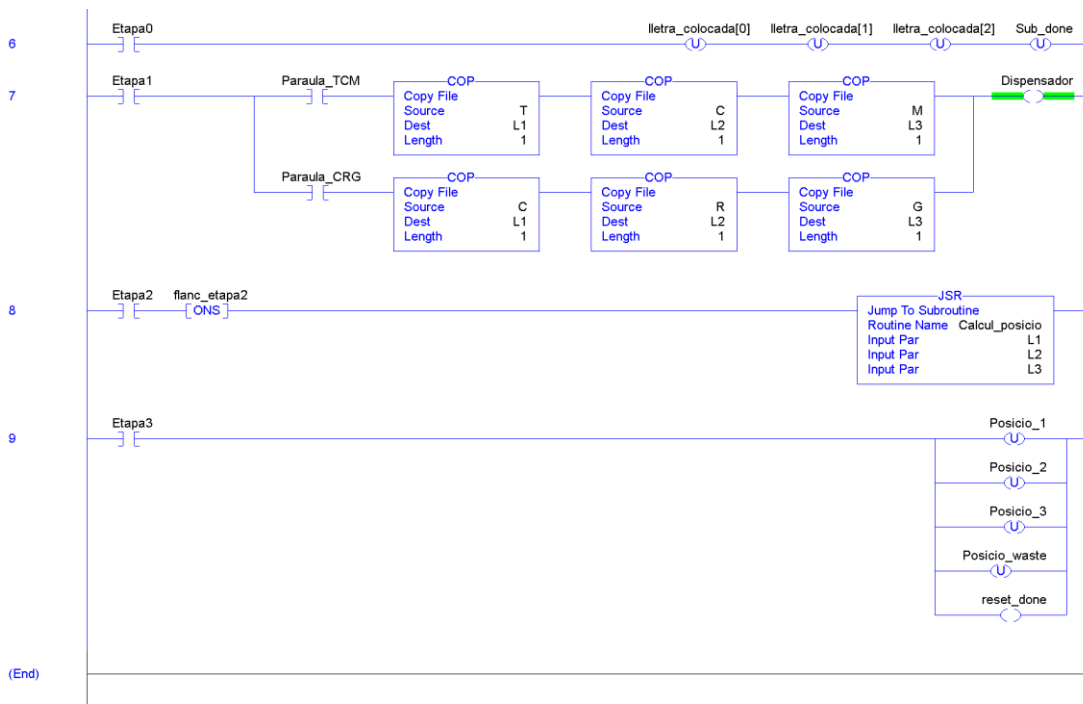 Etapa0 lletra_colocada[0] lletra_colocada[1] lletra_colocada[2] Sub_done
6 U U U U
Etapa1 Paraula_TCM COP COP COP Dispensador
7 Copy File Copy File Copy File
Source T Source C Source M
Dest L1 Dest L2 Dest L3
Length 1 Length 1 Length 1
Paraula_CRG COP COP COP
Copy File Copy File Copy File
Source C Source R Source G
Dest L1 Dest L2 Dest L3
Length 1 Length 1 Length 1
Etapa2 flanc_etapa2 JSR
8 ONS Jump To Subroutine
Routine Name Calcul_posicio
Input Par L1
Input Par L2
Input Par L3
Etapa3 Posicio_1
9 U
Posicio_2
U
Posicio_3
U
Posicio_waste
U
reset_done
(End)